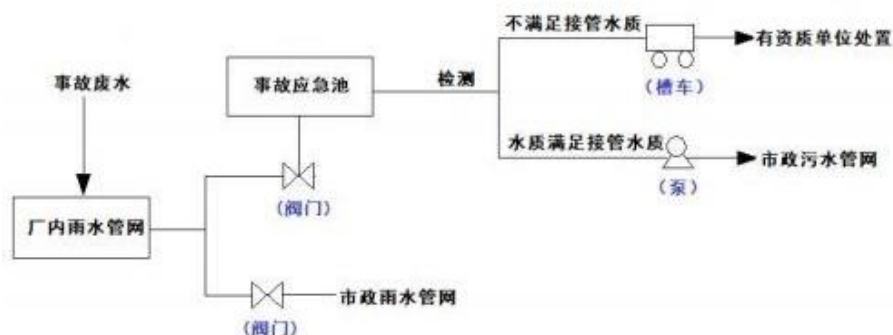 不满足接管水质
有资质单位处置
事故废水
事故应急池
检测
(槽车)
水质满足接管水质
市政污水管网
(泵)
(阀门)
厂内雨水管网
市政雨水管网
(阀门)